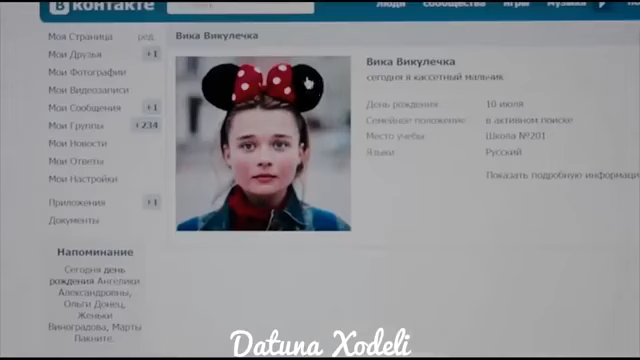 вконтакте
люди сообщества игры музыка
Моя Страница ред.
Мои Друзья +1
Мои Фотографии
Мои Видеозаписи
Мои Сообщения +1
Мои Группы +234
Мои Новости
Мои Ответы
Мои Настройки
Приложения +1
Документы
Напоминание
Сегодня день
рождения Ангелики
Александровны,
Ольги Донец,
Женьки
Виноградова, Марты
Пакните.
Вика Викулечка
Вика Викулечка
сегодня я кассетный мальчик
День рождения: 10 июля
Семейное положение: в активном поиске
Место учебы: Школа №201
Языки: Русский
Показать подробную информаци
Datuna Xodeli